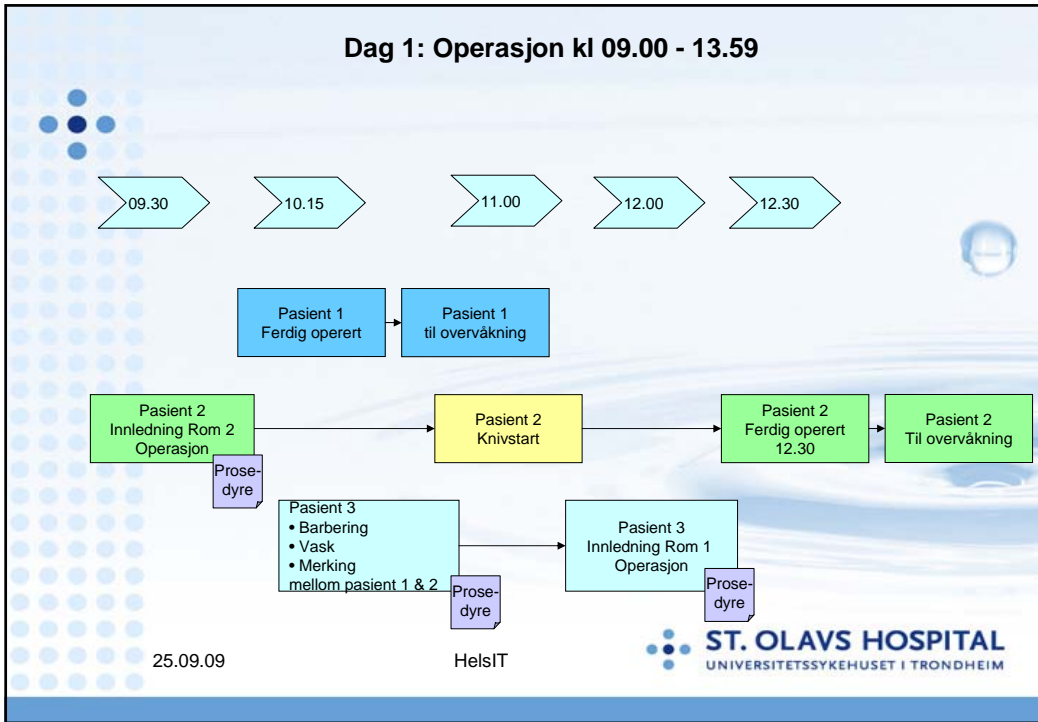 Dag 1: Operasjon kl 09.00 - 13.59
09.30
10.15
11.00
12.00
12.30
Pasient 1
Ferdig operert
Pasient 1
til overvåkning
Pasient 2
Innledning Rom 2
Operasjon
Prose-
dyre
Pasient 2
Knivstart
Pasient 2
Ferdig operert
12.30
Pasient 2
Til overvåkning
Pasient 3
• Barbering
• Vask
• Merking
mellom pasient 1 & 2
Prose-
dyre
Pasient 3
Innledning Rom 1
Operasjon
Prose-
dyre
25.09.09
HelsIT
ST. OLAVS HOSPITAL
UNIVERSITETSSYKEHUSET I TRONDHEIM